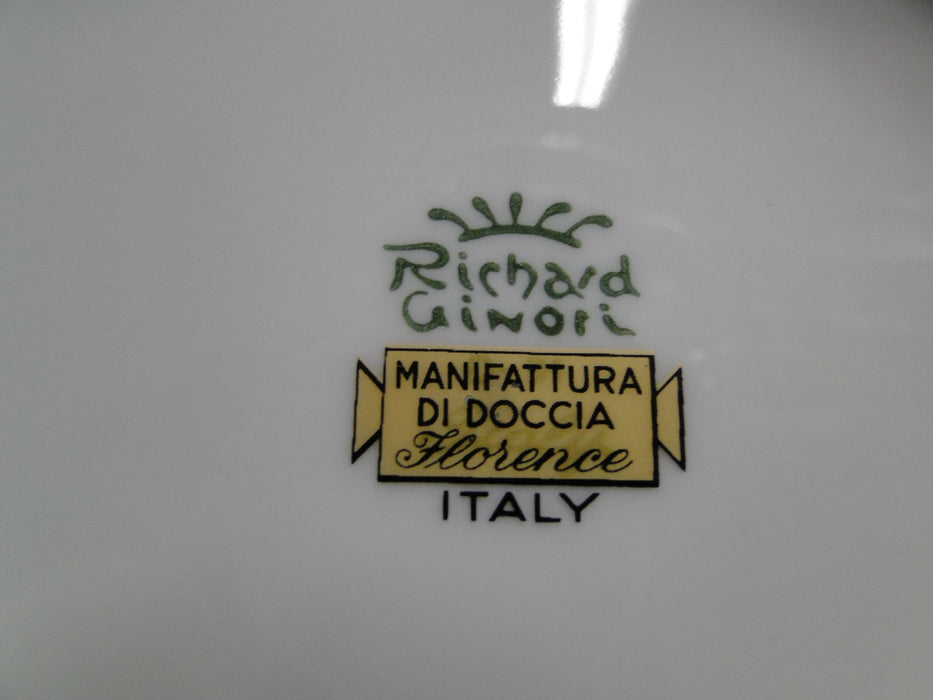 Richard
Ginori
MANIFATTURA
DI DOCCIA
Florence
ITALY